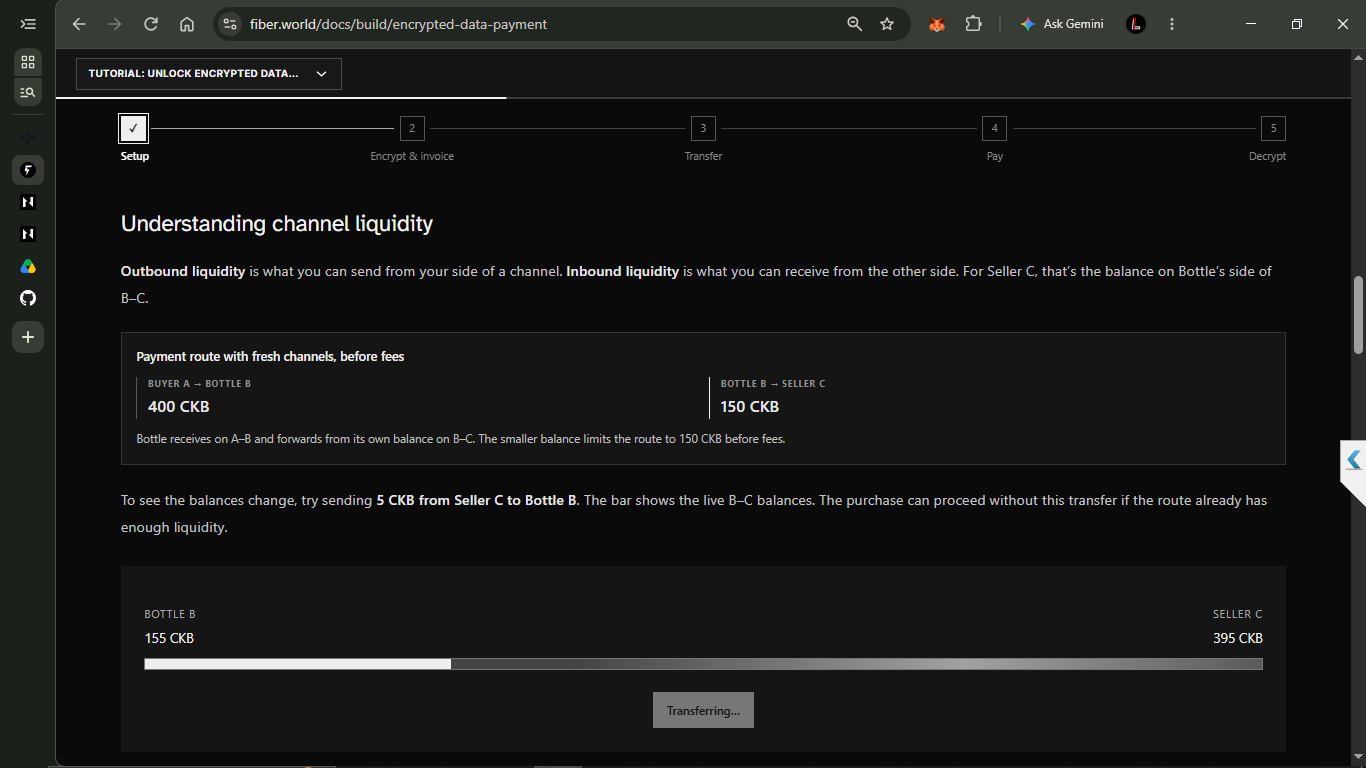 fiber.world/docs/build/encrypted-data-payment
Ask Gemini
TUTORIAL: UNLOCK ENCRYPTED DATA...
✓ 2 3 4 5
Setup Encrypt & invoice Transfer Pay Decrypt
Understanding channel liquidity
Outbound liquidity is what you can send from your side of a channel. Inbound liquidity is what you can receive from the other side. For Seller C, that's the balance on Bottle's side of
B–C.
Payment route with fresh channels, before fees
BUYER A → BOTTLE B BOTTLE B → SELLER C
400 CKB 150 CKB
Bottle receives on A–B and forwards from its own balance on B–C. The smaller balance limits the route to 150 CKB before fees.
To see the balances change, try sending 5 CKB from Seller C to Bottle B. The bar shows the live B–C balances. The purchase can proceed without this transfer if the route already has
enough liquidity.
BOTTLE B SELLER C
155 CKB 395 CKB
Transferring...